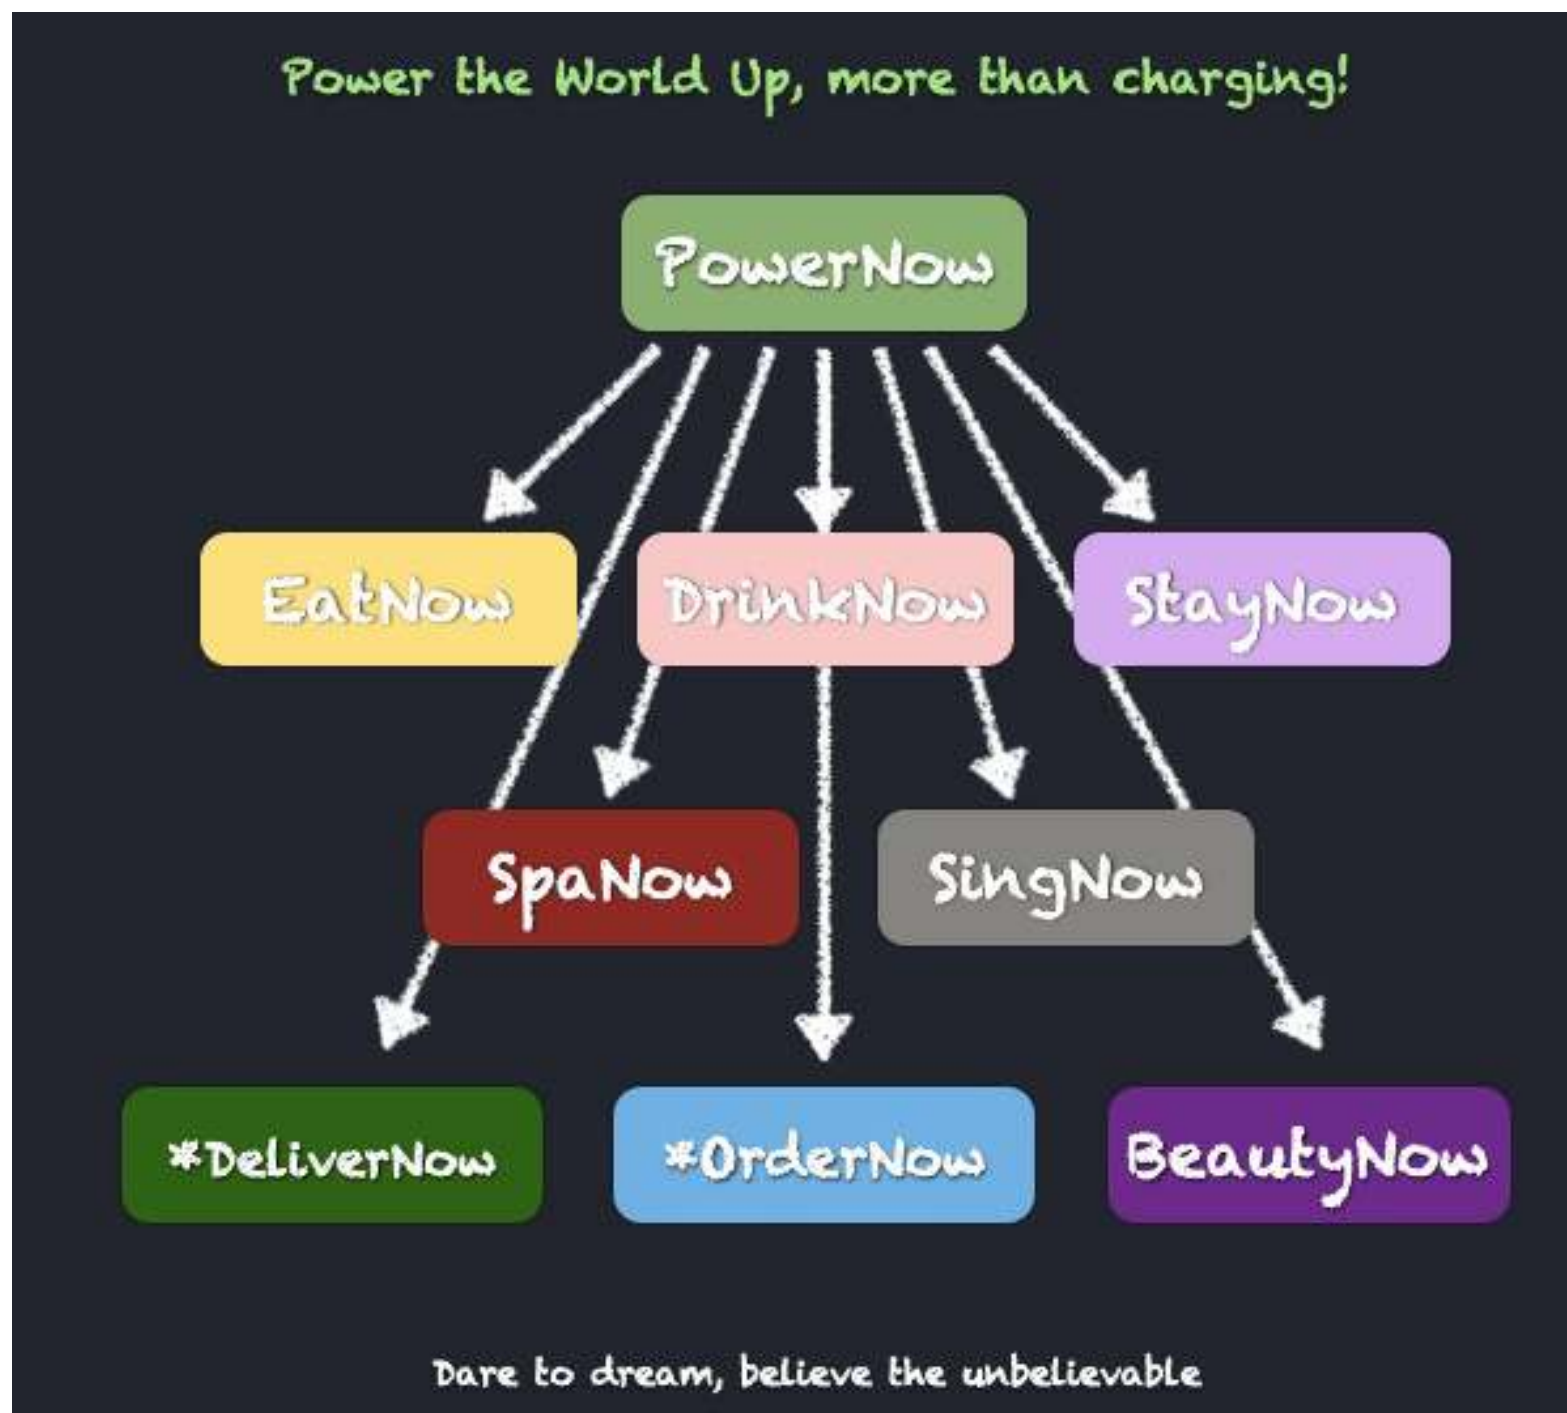 Power the World Up, more than charging!
PowerNow
EatNow
DrinkNow
StayNow
SpaNow
SingNow
*DeliverNow
*OrderNow
BeautyNow
Dare to dream, believe the unbelievable